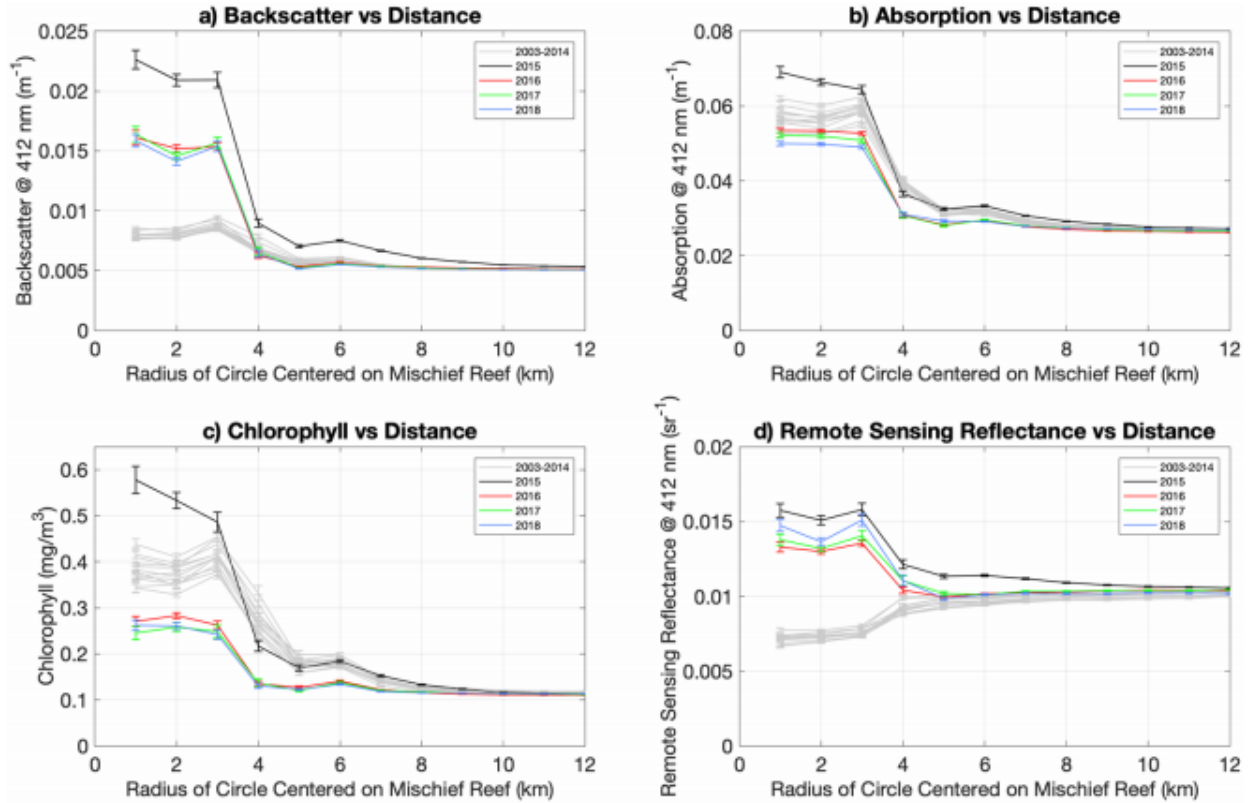 a) Backscatter vs Distance
Backscatter @ 412 nm (m⁻¹)
0.025
0.02
0.015
0.01
0.005
0
0 2 4 6 8 10 12
Radius of Circle Centered on Mischief Reef (km)
2003-2014
2015
2016
2017
2018
b) Absorption vs Distance
Absorption @ 412 nm (m⁻¹)
0.08
0.06
0.04
0.02
0
0 2 4 6 8 10 12
Radius of Circle Centered on Mischief Reef (km)
2003-2014
2015
2016
2017
2018
c) Chlorophyll vs Distance
Chlorophyll (mg/m³)
0.6
0.5
0.4
0.3
0.2
0.1
0
0 2 4 6 8 10 12
Radius of Circle Centered on Mischief Reef (km)
2003-2014
2015
2016
2017
2018
d) Remote Sensing Reflectance vs Distance
Remote Sensing Reflectance @ 412 nm (sr⁻¹)
0.02
0.015
0.01
0.005
0
0 2 4 6 8 10 12
Radius of Circle Centered on Mischief Reef (km)
2003-2014
2015
2016
2017
2018